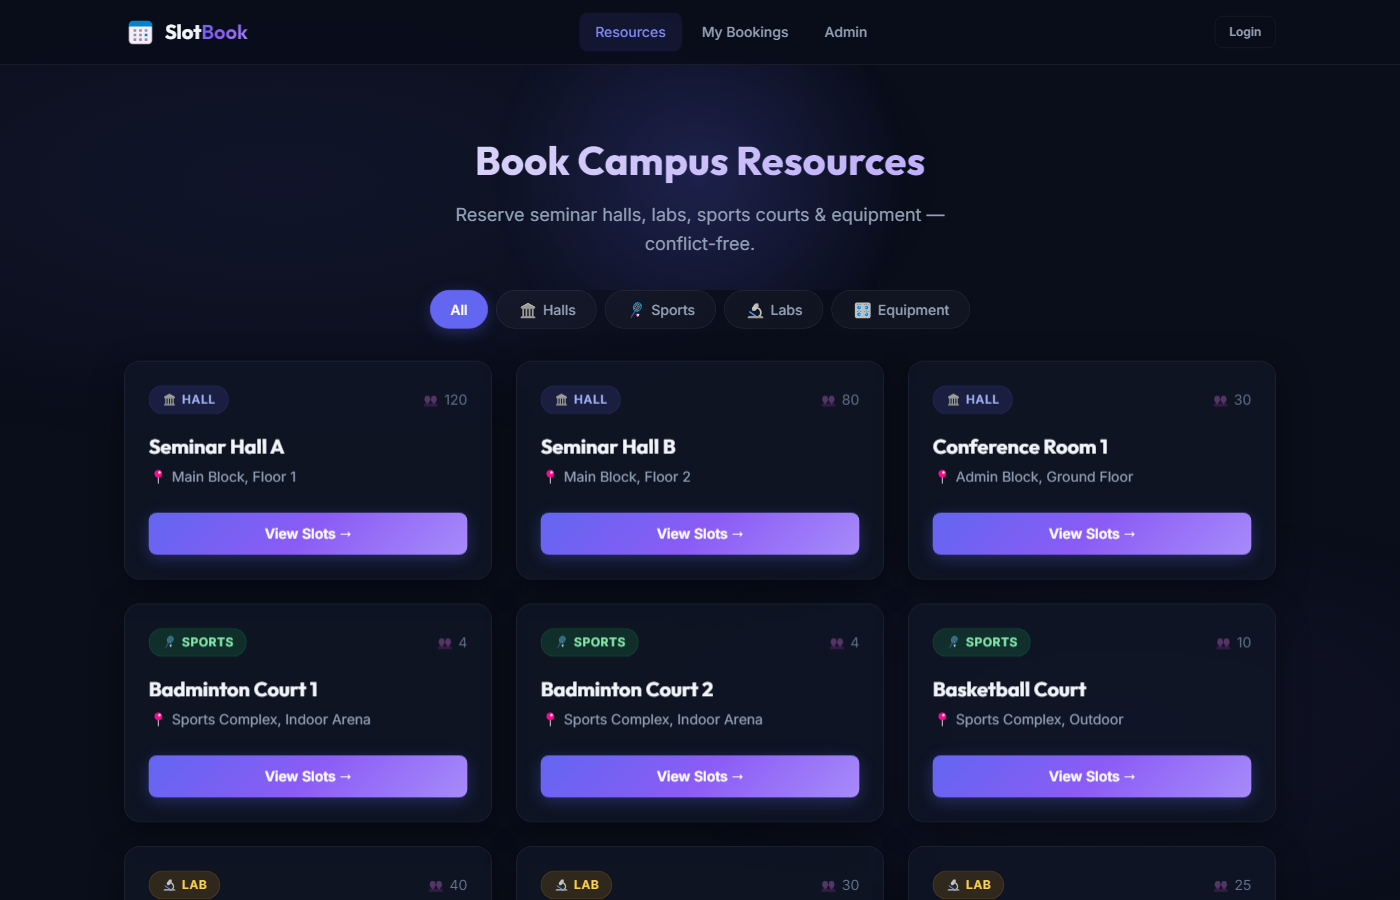 SlotBook
Resources
My Bookings
Admin
Login
Book Campus Resources
Reserve seminar halls, labs, sports courts & equipment —
conflict-free.
All
Halls
Sports
Labs
Equipment
HALL
120
Seminar Hall A
Main Block, Floor 1
View Slots →
HALL
80
Seminar Hall B
Main Block, Floor 2
View Slots →
HALL
30
Conference Room 1
Admin Block, Ground Floor
View Slots →
SPORTS
4
Badminton Court 1
Sports Complex, Indoor Arena
View Slots →
SPORTS
4
Badminton Court 2
Sports Complex, Indoor Arena
View Slots →
SPORTS
10
Basketball Court
Sports Complex, Outdoor
View Slots →
LAB
40
LAB
30
LAB
25